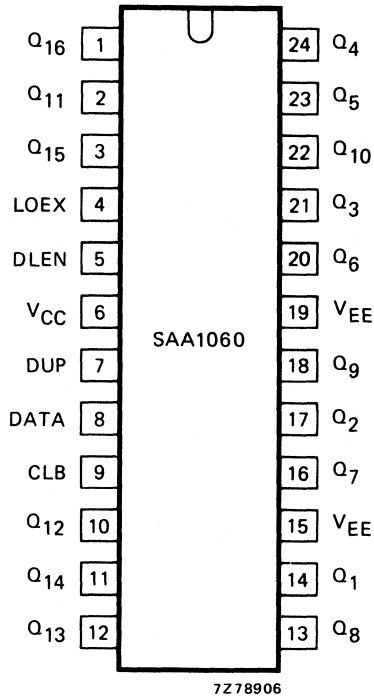 Q16 1 24 Q4
Q11 2 23 Q5
Q15 3 22 Q10
LOEX 4 21 Q3
DLEN 5 20 Q6
VCC 6 19 VEE
SAA1060
DUP 7 18 Q9
DATA 8 17 Q2
CLB 9 16 Q7
Q12 10 15 VEE
Q14 11 14 Q1
Q13 12 13 Q8
7Z78906